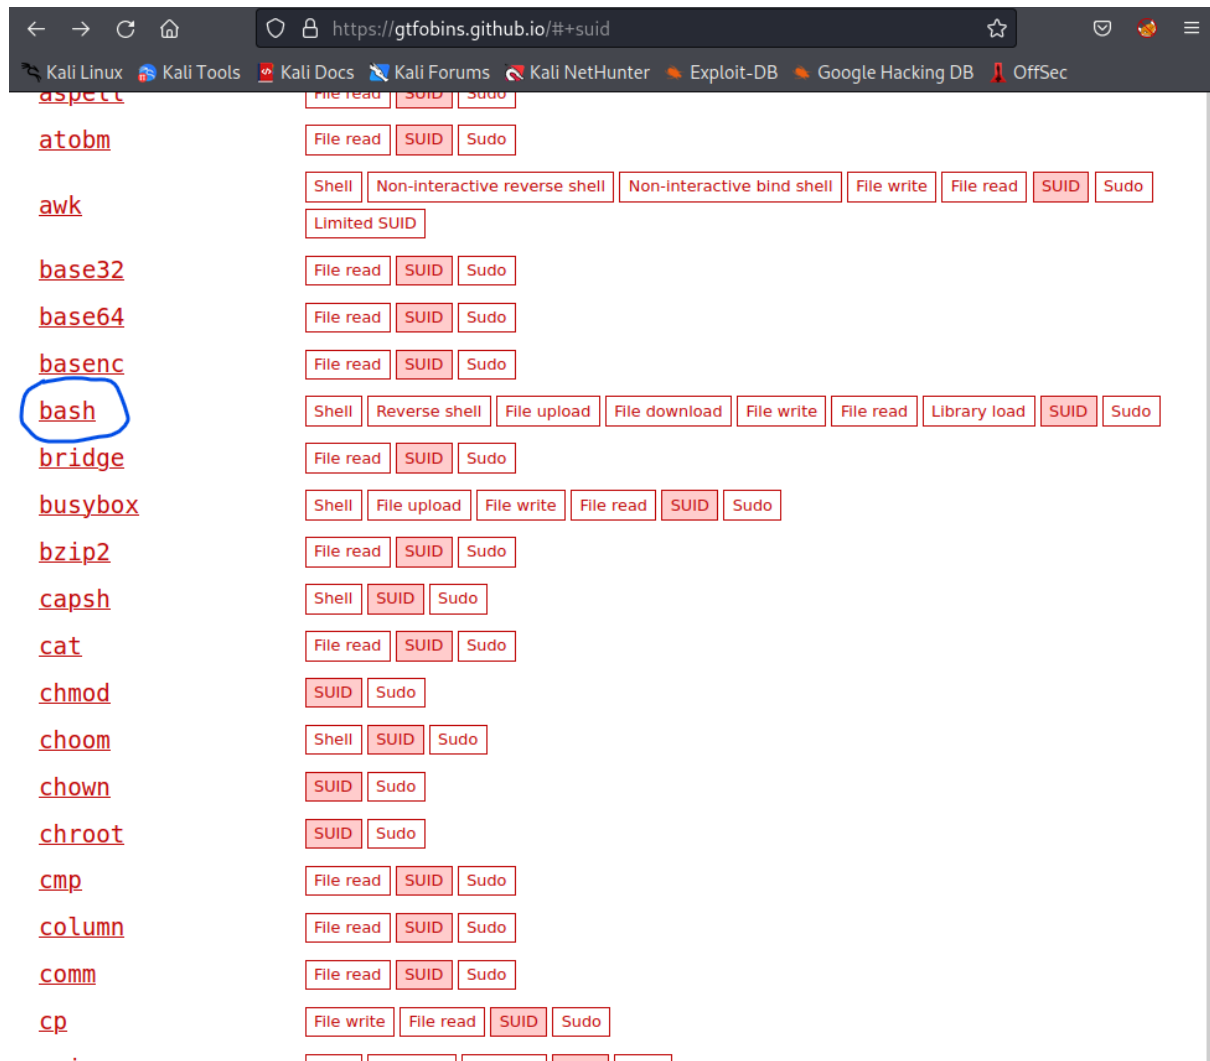 https://gtfobins.github.io/#+suid
Kali Linux Kali Tools Kali Docs Kali Forums Kali NetHunter Exploit-DB Google Hacking DB OffSec
aspell File read SUID Sudo
atobm File read SUID Sudo
awk Shell Non-interactive reverse shell Non-interactive bind shell File write File read SUID Sudo
Limited SUID
base32 File read SUID Sudo
base64 File read SUID Sudo
basenc File read SUID Sudo
bash Shell Reverse shell File upload File download File write File read Library load SUID Sudo
bridge File read SUID Sudo
busybox Shell File upload File write File read SUID Sudo
bzip2 File read SUID Sudo
capsh Shell SUID Sudo
cat File read SUID Sudo
chmod SUID Sudo
choom Shell SUID Sudo
chown SUID Sudo
chroot SUID Sudo
cmp File read SUID Sudo
column File read SUID Sudo
comm File read SUID Sudo
cp File write File read SUID Sudo